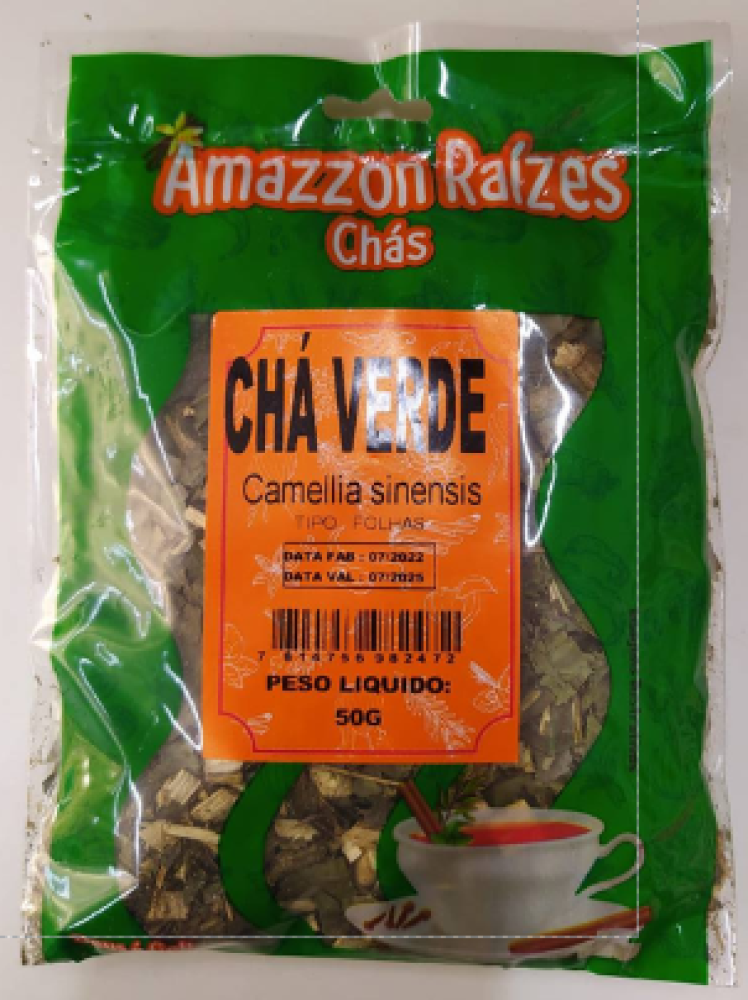 Amazzon Raízes
Chás
CHÁ VERDE
Camellia sinensis
TIPO FOLHAS
DATA FAB : 07/2022
DATA VAL : 07/2025
7 614756 982472
PESO LIQUIDO:
50G